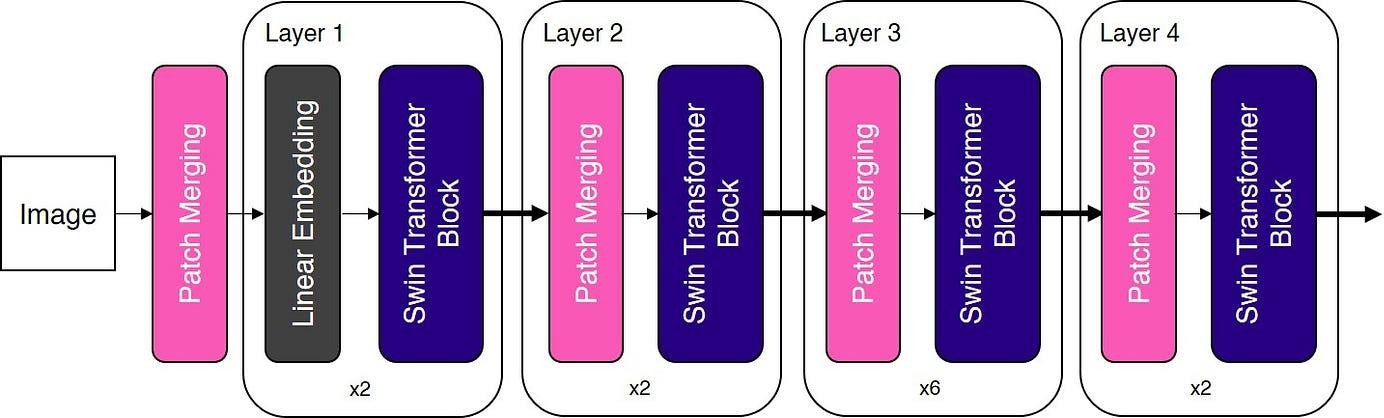 Layer 1
Layer 2
Layer 3
Layer 4
Image
Patch Merging
Linear Embedding
Swin Transformer
Block
Patch Merging
Swin Transformer
Block
Patch Merging
Swin Transformer
Block
Patch Merging
Swin Transformer
Block
x2
x2
x6
x2